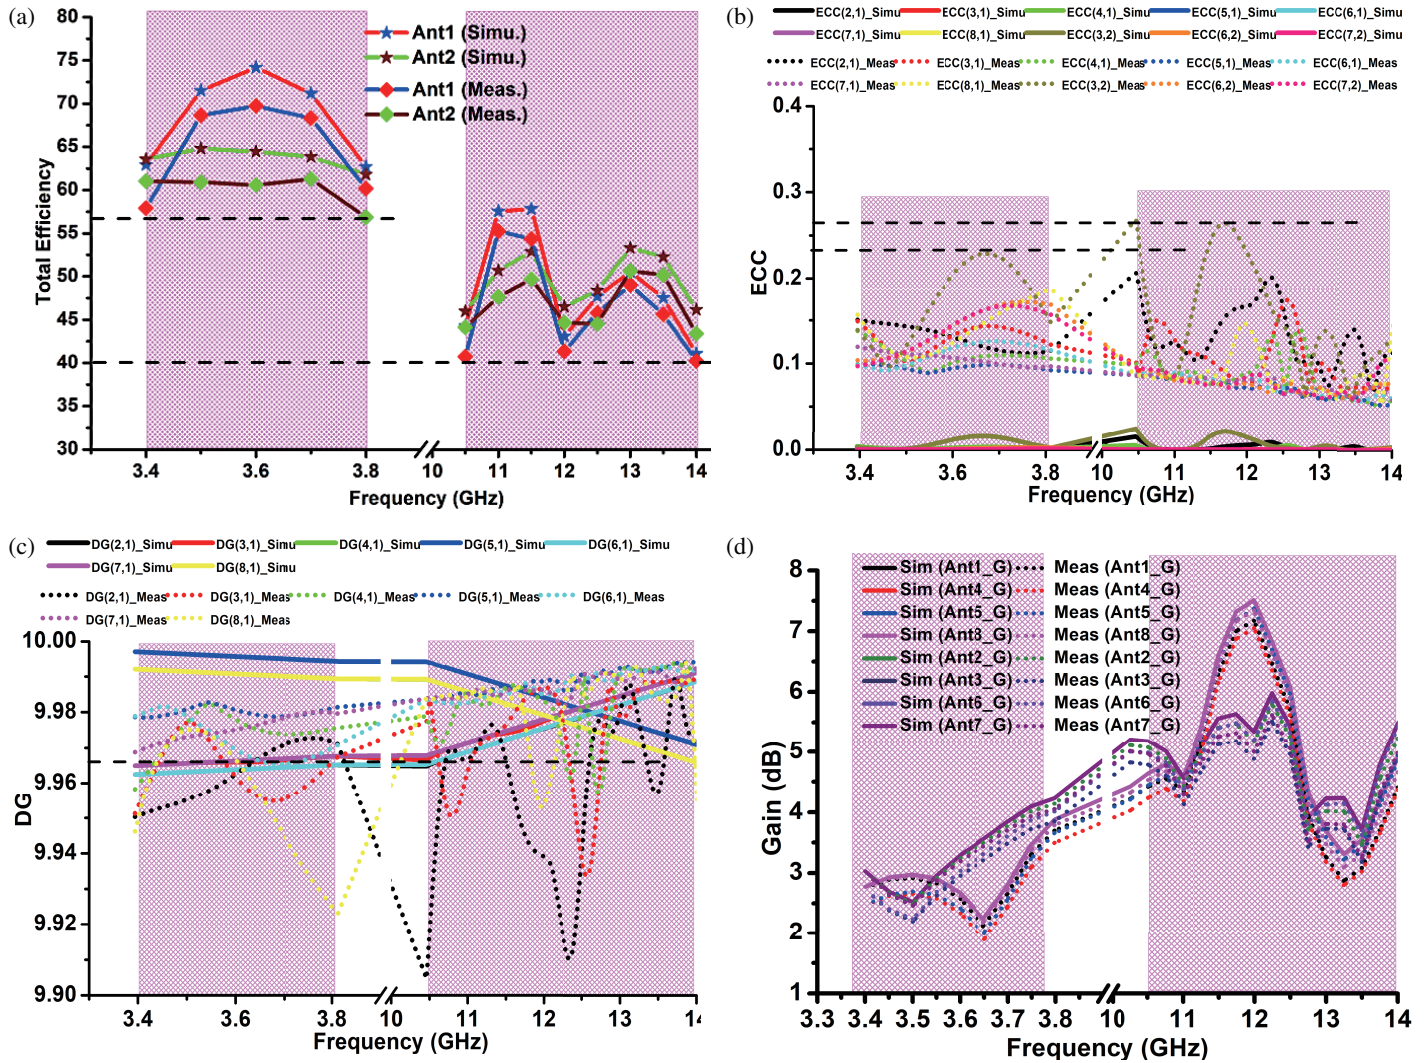 (a)
80
75
70
65
60
55
50
45
40
35
30
Total Efficiency
Ant1 (Simu.)
Ant2 (Simu.)
Ant1 (Meas.)
Ant2 (Meas.)
3.4 3.6 3.8 10 11 12 13 14
Frequency (GHz)
(b)
ECC(2,1)_Simu ECC(3,1)_Simu ECC(4,1)_Simu ECC(5,1)_Simu ECC(6,1)_Simu
ECC(7,1)_Simu ECC(8,1)_Simu ECC(3,2)_Simu ECC(6,2)_Simu ECC(7,2)_Simu
ECC(2,1)_Meas ECC(3,1)_Meas ECC(4,1)_Meas ECC(5,1)_Meas ECC(6,1)_Meas
ECC(7,1)_Meas ECC(8,1)_Meas ECC(3,2)_Meas ECC(6,2)_Meas ECC(7,2)_Meas
0.4
0.3
0.2
0.1
0.0
ECC
3.4 3.6 3.8 10 11 12 13 14
Frequency (GHz)
(c)
DG(2,1)_Simu DG(3,1)_Simu DG(4,1)_Simu DG(5,1)_Simu DG(6,1)_Simu
DG(7,1)_Simu DG(8,1)_Simu
DG(2,1)_Meas DG(3,1)_Meas DG(4,1)_Meas DG(5,1)_Meas DG(6,1)_Meas
DG(7,1)_Meas DG(8,1)_Meas
10.00
9.98
9.96
9.94
9.92
9.90
DG
3.4 3.6 3.8 10 11 12 13 14
Frequency (GHz)
(d)
8
7
6
5
4
3
2
1
Gain (dB)
Sim (Ant1_G) Meas (Ant1_G)
Sim (Ant4_G) Meas (Ant4_G)
Sim (Ant5_G) Meas (Ant5_G)
Sim (Ant8_G) Meas (Ant8_G)
Sim (Ant2_G) Meas (Ant2_G)
Sim (Ant3_G) Meas (Ant3_G)
Sim (Ant6_G) Meas (Ant6_G)
Sim (Ant7_G) Meas (Ant7_G)
3.3 3.4 3.5 3.6 3.7 3.8 10 11 12 13 14
Frequency (GHz)